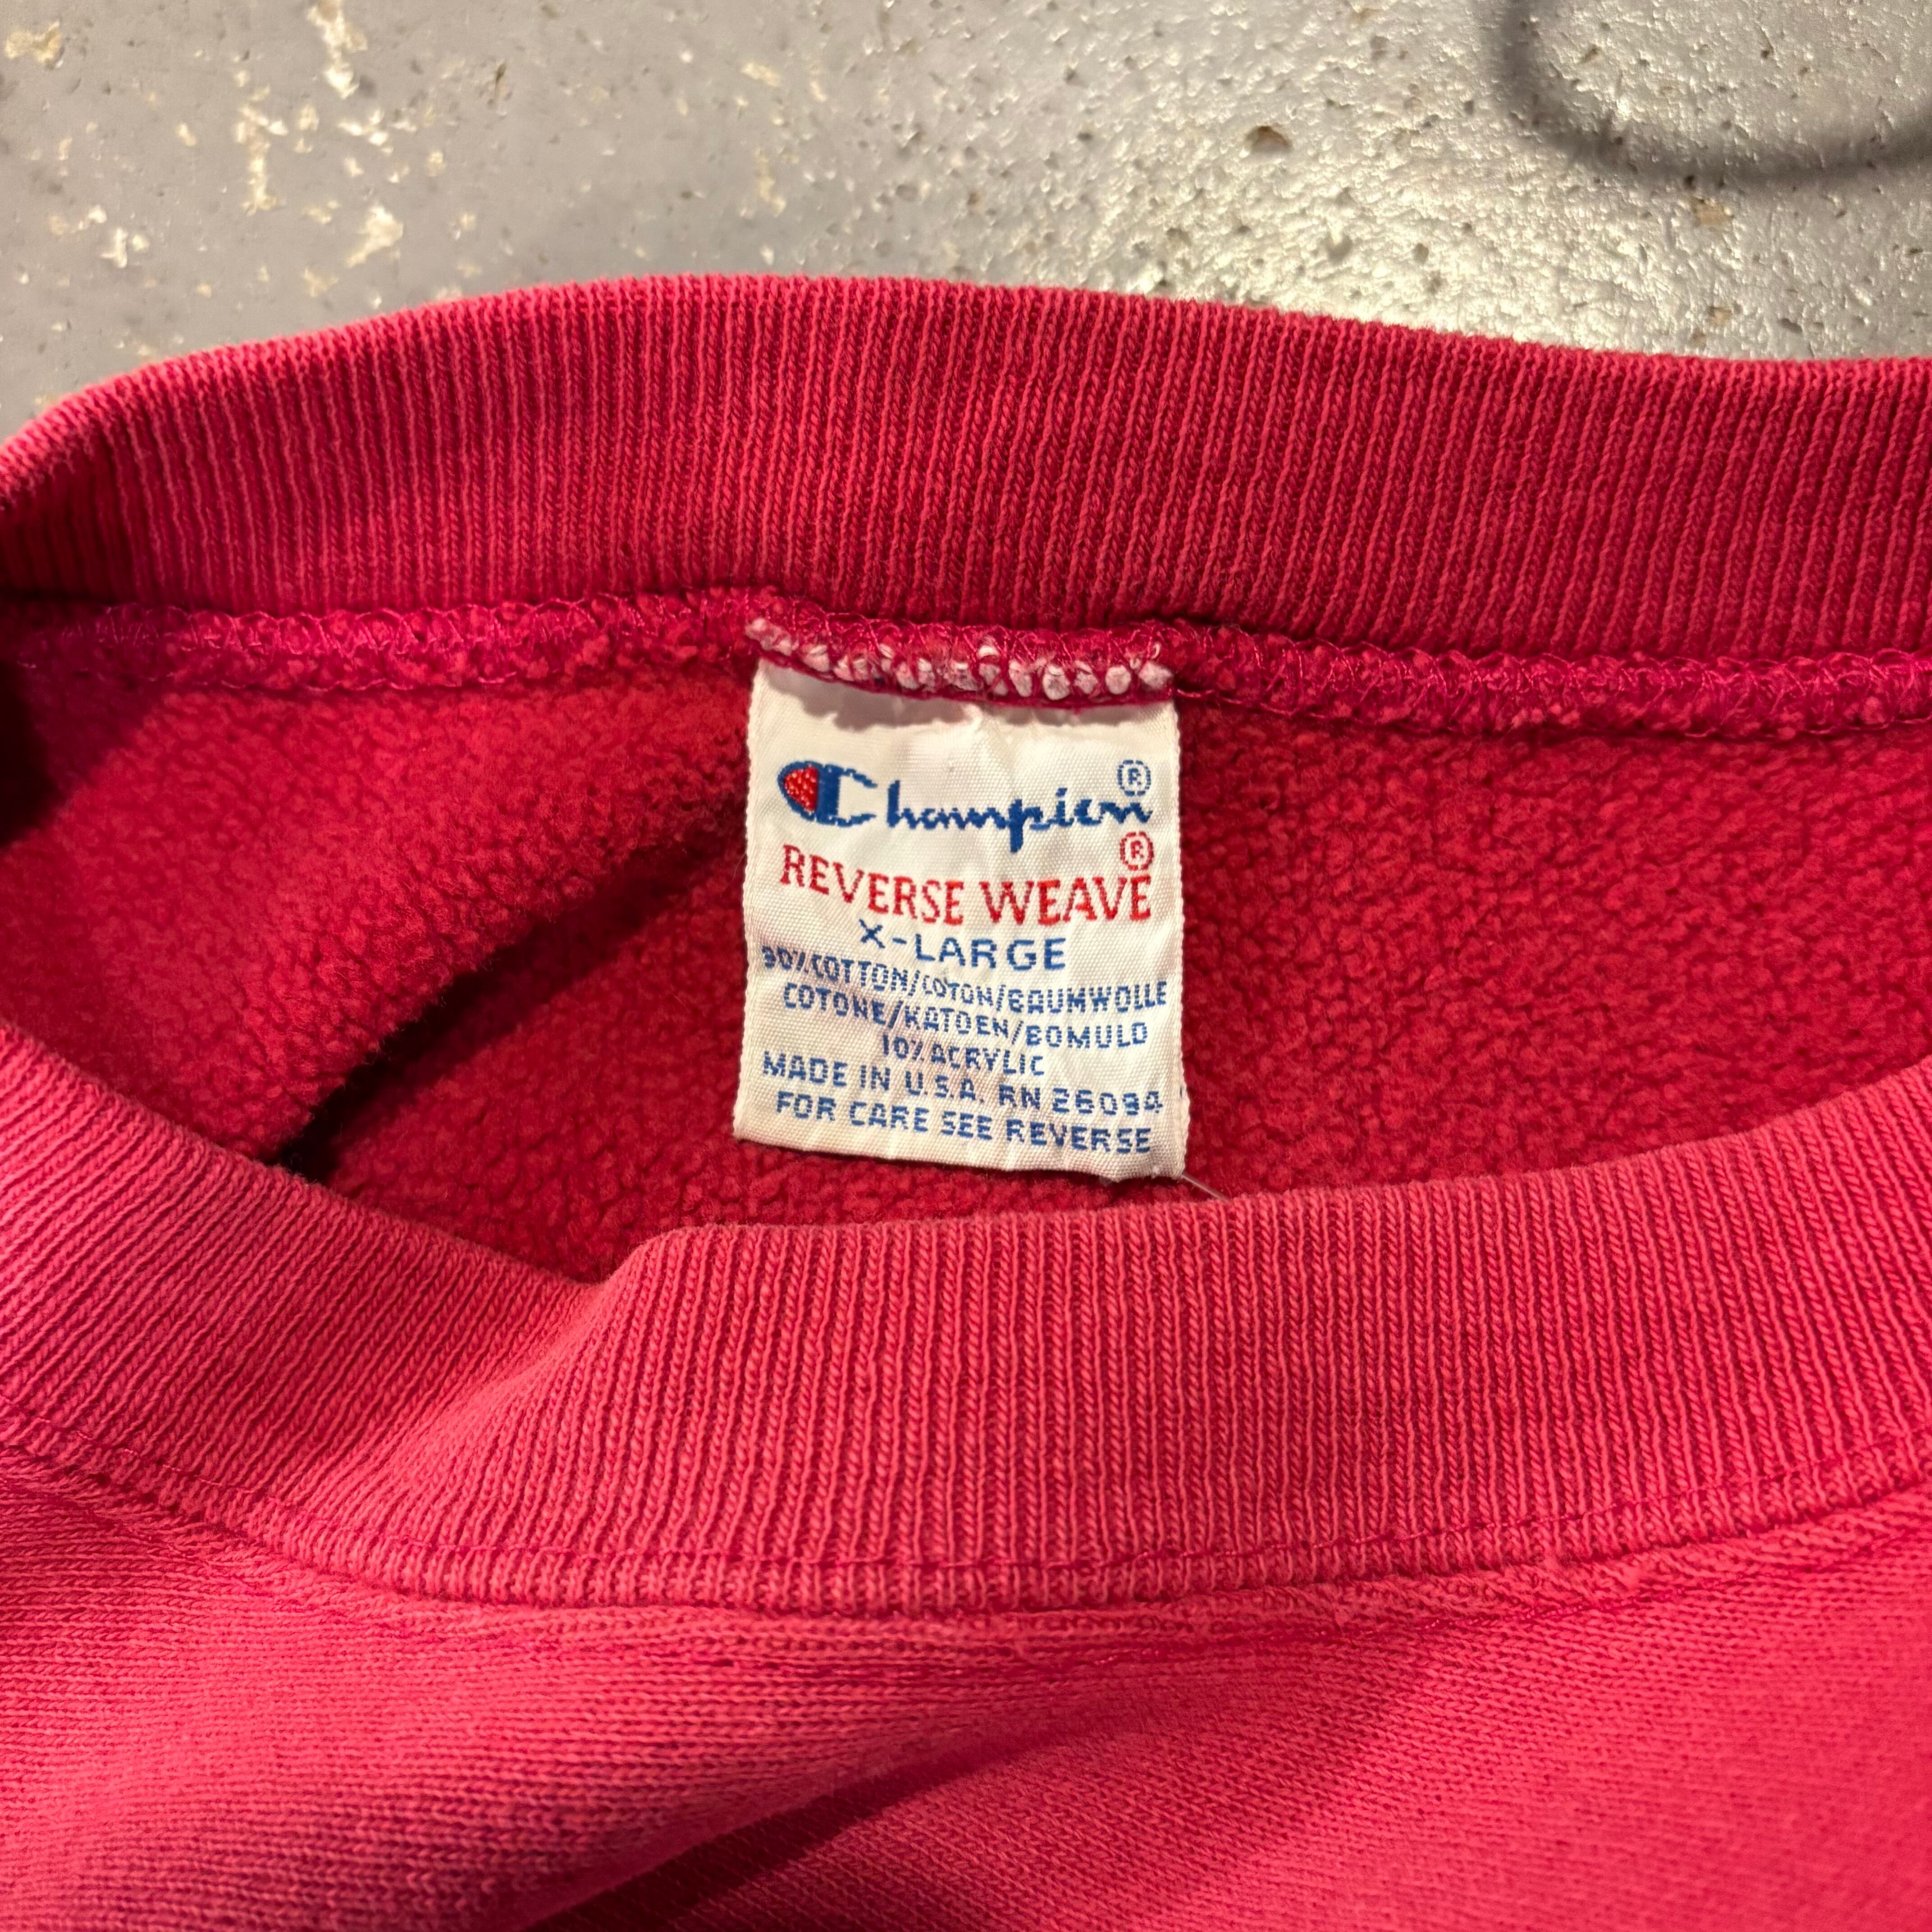 Champion®
REVERSE WEAVE®
X-LARGE
90% COTTON/COTON/BAUMWOLLE
COTONE/KATOEN/BOMULD
10% ACRYLIC
MADE IN U.S.A. RN 26094
FOR CARE SEE REVERSE